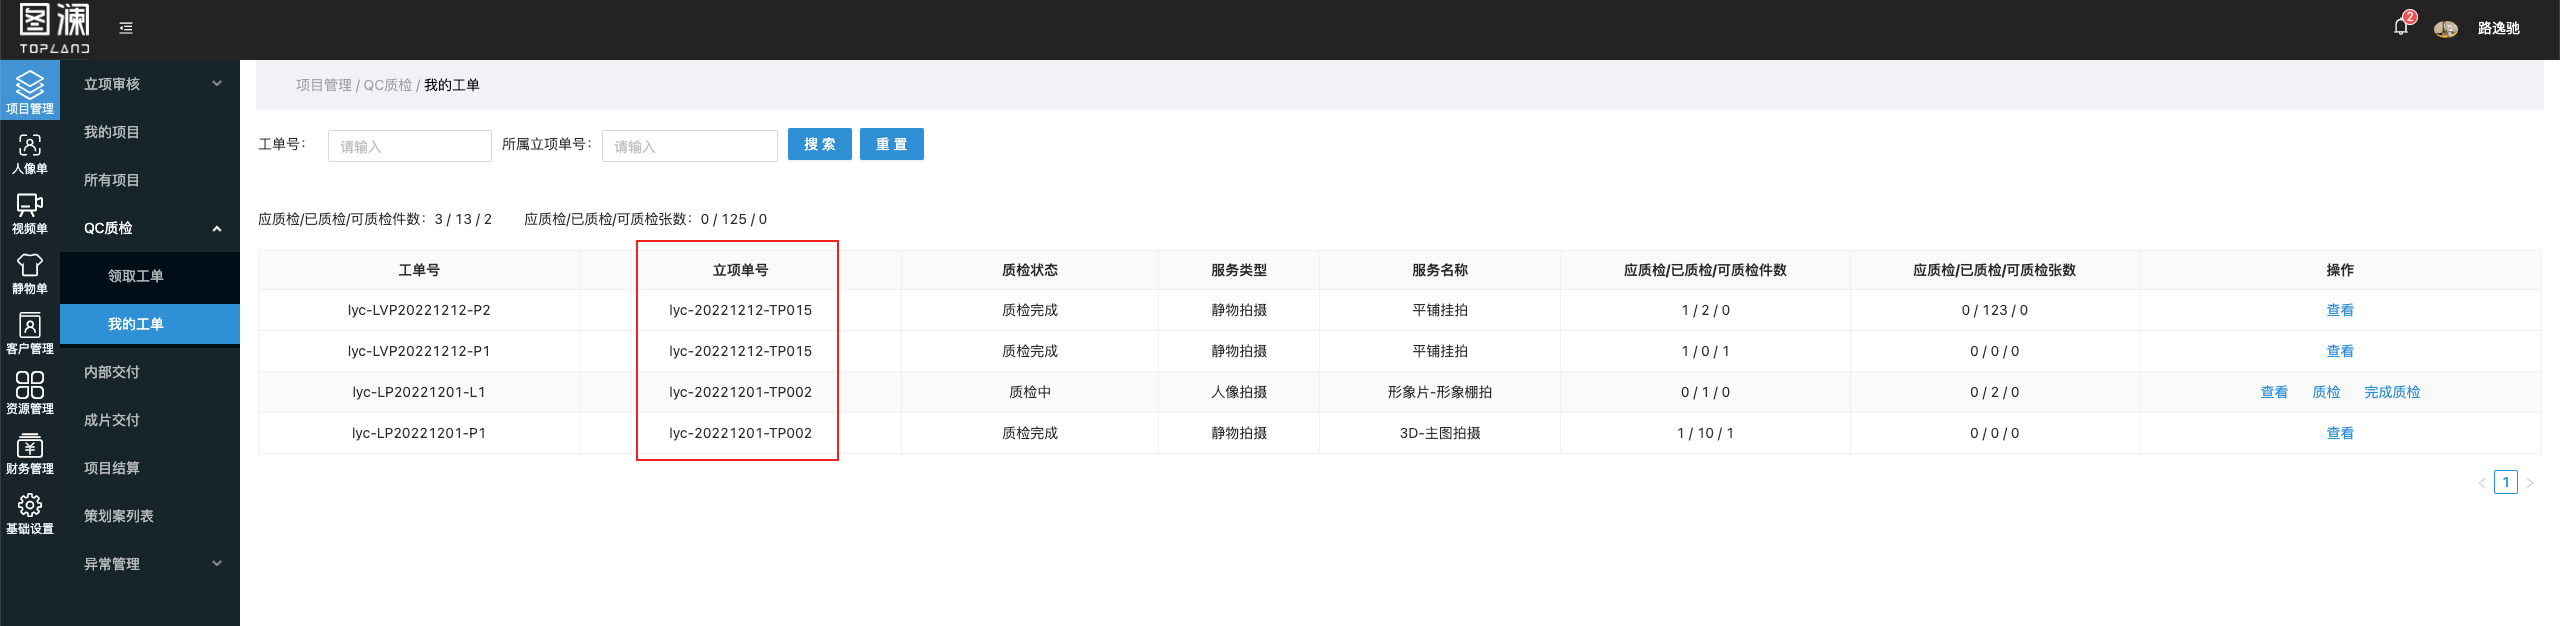 图澜
TOPLAND
2
路逸驰
项目管理
人像单
视频单
静物单
客户管理
资源管理
财务管理
基础设置
立项审核
我的项目
所有项目
QC质检
领取工单
我的工单
内部交付
成片交付
项目结算
策划案列表
异常管理
项目管理 / QC质检 / 我的工单
工单号： 请输入 所属立项单号： 请输入 搜 索 重 置
应质检/已质检/可质检件数：3 / 13 / 2 应质检/已质检/可质检张数：0 / 125 / 0
工单号 立项单号 质检状态 服务类型 服务名称 应质检/已质检/可质检件数 应质检/已质检/可质检张数 操作
lyc-LVP20221212-P2 lyc-20221212-TP015 质检完成 静物拍摄 平铺挂拍 1 / 2 / 0 0 / 123 / 0 查看
lyc-LVP20221212-P1 lyc-20221212-TP015 质检完成 静物拍摄 平铺挂拍 1 / 0 / 1 0 / 0 / 0 查看
lyc-LP20221201-L1 lyc-20221201-TP002 质检中 人像拍摄 形象片-形象棚拍 0 / 1 / 0 0 / 2 / 0 查看 质检 完成质检
lyc-LP20221201-P1 lyc-20221201-TP002 质检完成 静物拍摄 3D-主图拍摄 1 / 10 / 1 0 / 0 / 0 查看
< 1 >